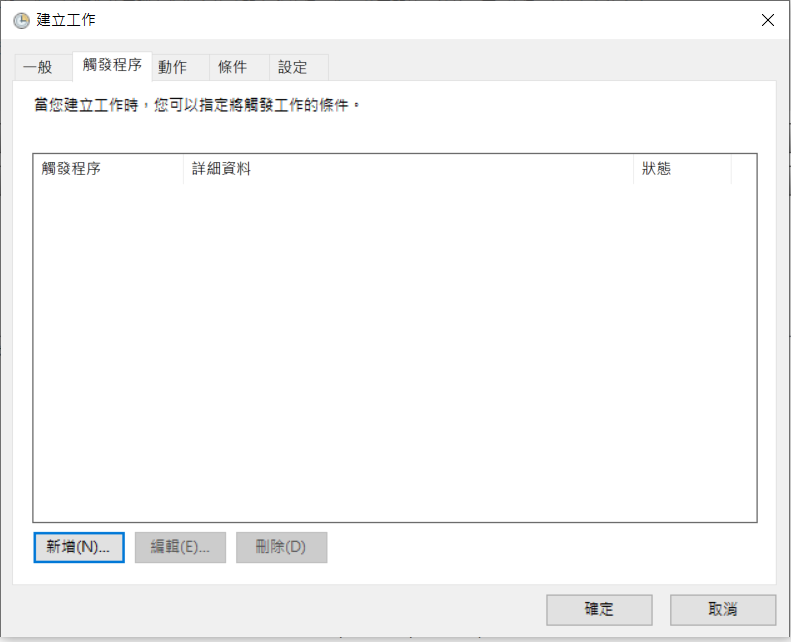 建立工作
一般 觸發程序 動作 條件 設定
當您建立工作時，您可以指定將觸發工作的條件。
觸發程序 詳細資料 狀態
新增(N)... 編輯(E)... 刪除(D)
確定 取消